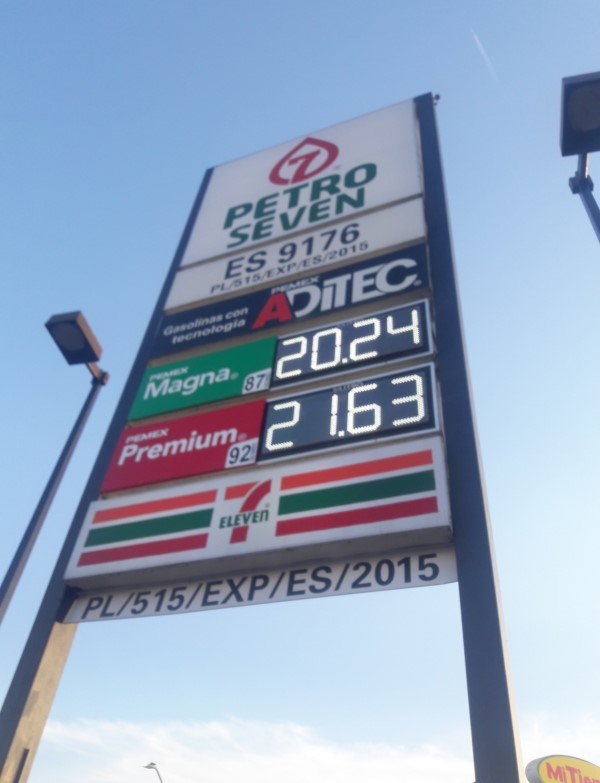 7
PETRO
SEVEN
ES 9176
PL/515/EXP/ES/2015
Gasolinas con
tecnología
PEMEX
ADITEC
PEMEX
Magna
87
20.24
PEMEX
Premium
92
21.63
7
ELEVEN
PL/515/EXP/ES/2015